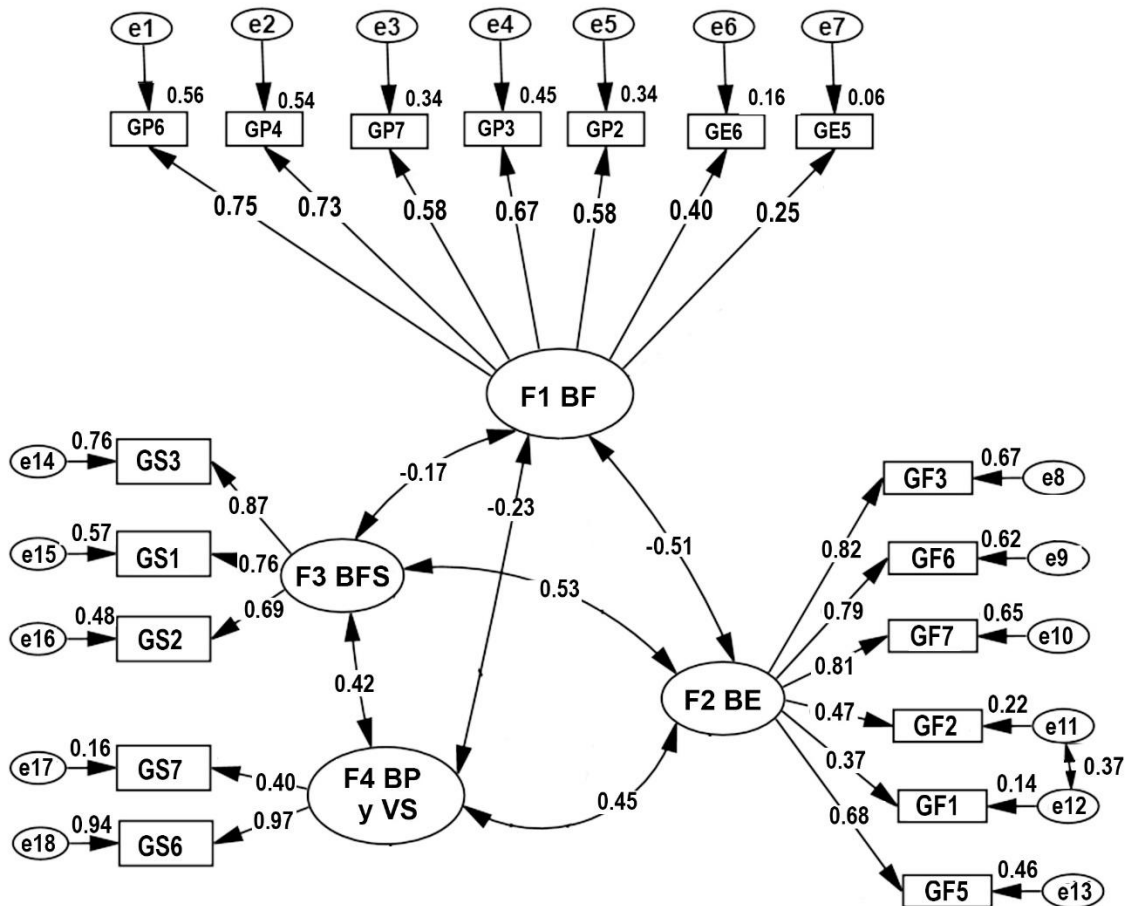 e1 e2 e3 e4 e5 e6 e7
0.56 0.54 0.34 0.45 0.34 0.16 0.06
GP6 GP4 GP7 GP3 GP2 GE6 GE5
0.75 0.73 0.58 0.67 0.58 0.40 0.25
F1 BF
-0.17
-0.23
-0.51
0.76
e14 GS3
0.87
0.57
e15 GS1
0.76
F3 BFS
0.48
0.69
e16 GS2
0.53
0.42
0.16
e17 GS7
0.40
F4 BP
y VS
0.94
0.97
e18 GS6
0.45
F2 BE
0.67
GF3 e8
0.82
0.62
GF6 e9
0.79
0.65
GF7 e10
0.81
0.22
0.47
GF2 e11
0.37
0.37
0.14
GF1 e12
0.68
0.46
GF5 e13